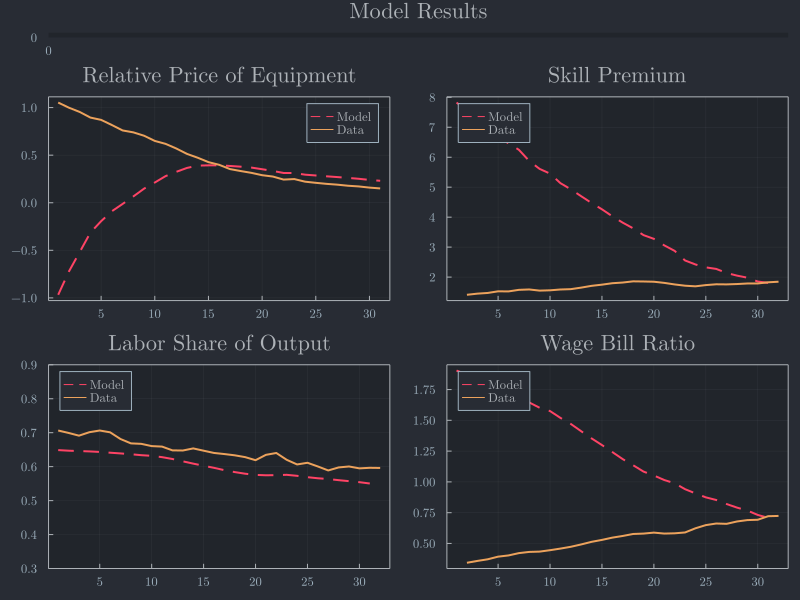 Model Results
0
0
Relative Price of Equipment
1.0
0.5
0.0
−0.5
−1.0
5 10 15 20 25 30
Model
Data
Skill Premium
8
7
6
5
4
3
2
5 10 15 20 25 30
Model
Data
Labor Share of Output
0.9
0.8
0.7
0.6
0.5
0.4
0.3
5 10 15 20 25 30
Model
Data
Wage Bill Ratio
1.75
1.50
1.25
1.00
0.75
0.50
5 10 15 20 25 30
Model
Data